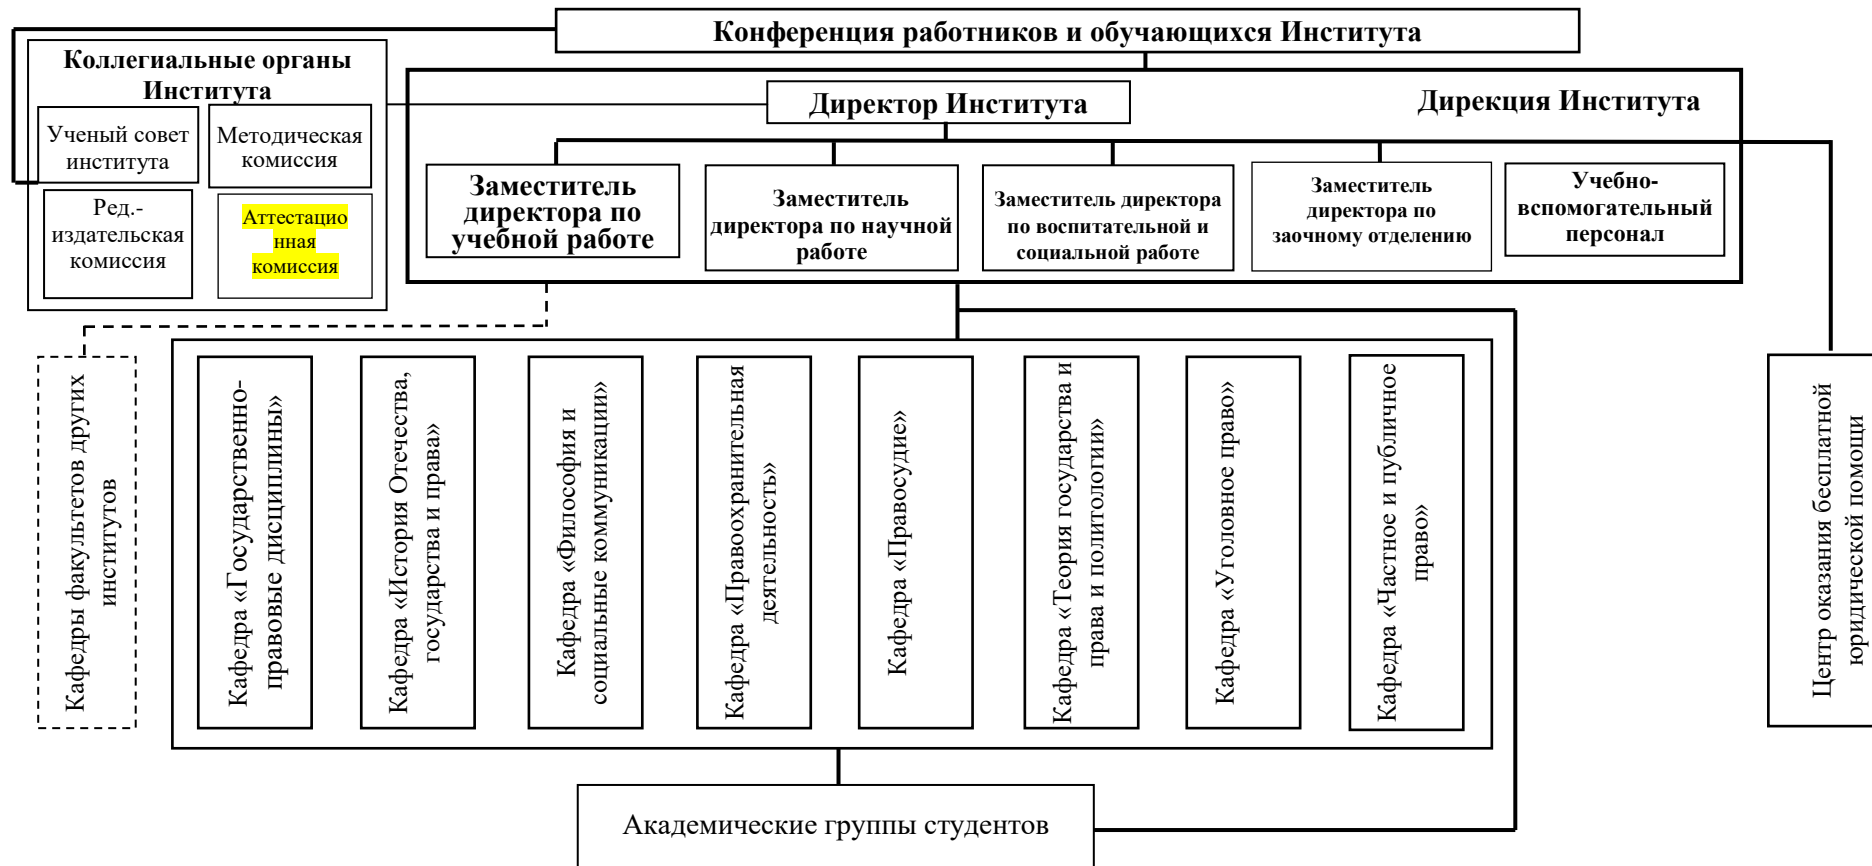 Конференция работников и обучающихся Института
Коллегиальные органы
Института
Ученый совет
института
Методическая
комиссия
Ред.-
издательская
комиссия
Аттестацио
нная
комиссия
Директор Института
Дирекция Института
Заместитель
директора по
учебной работе
Заместитель
директора по научной
работе
Заместитель директора
по воспитательной и
социальной работе
Заместитель
директора по
заочному отделению
Учебно-
вспомогательный
персонал
Кафедры факультетов других
институтов
Кафедра «Государственно-
правовые дисциплины»
Кафедра «История Отечества,
государства и права»
Кафедра «Философия и
социальные коммуникации»
Кафедра «Правоохранительная
деятельность»
Кафедра «Правосудие»
Кафедра «Теория государства и
права и политологии»
Кафедра «Уголовное право»
Кафедра «Частное и публичное
право»
Центр оказания бесплатной
юридической помощи
Академические группы студентов